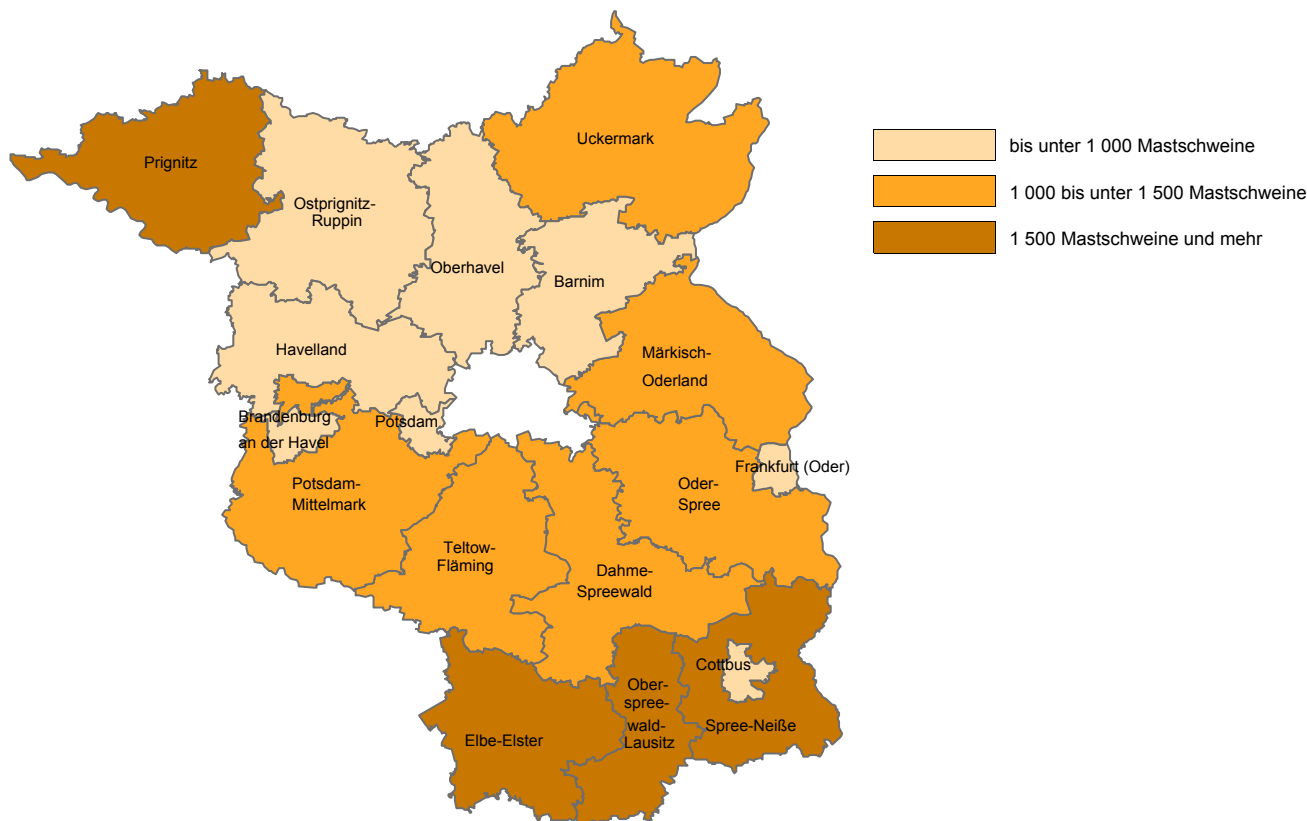 Uckermark
bis unter 1 000 Mastschweine
Prignitz
1 000 bis unter 1 500 Mastschweine
Ostprignitz-
Ruppin
1 500 Mastschweine und mehr
Oberhavel
Barnim
Havelland
Märkisch-
Oderland
Brandenburg
an der Havel
Potsdam
Frankfurt (Oder)
Potsdam-
Mittelmark
Oder-
Spree
Teltow-
Fläming
Dahme-
Spreewald
Cottbus
Ober-
spree-
wald-
Lausitz
Spree-Neiße
Elbe-Elster